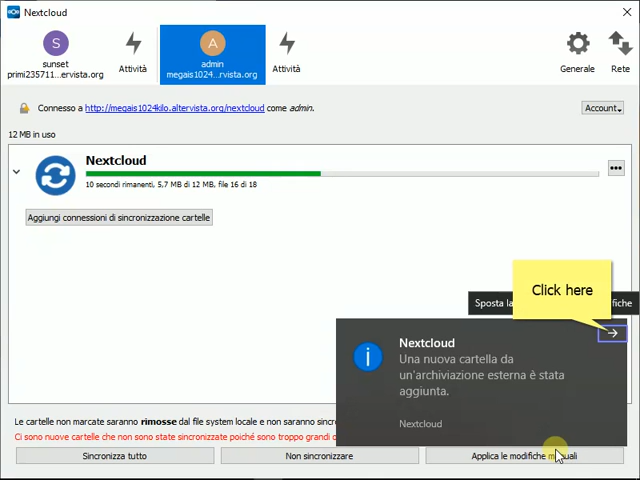 Nextcloud
S
sunset
primi235711...ervista.org
Attività
A
admin
megais1024...rvista.org
Attività
Generale
Rete
Connesso a http://megais1024kilo.altervista.org/nextcloud come admin.
Account
12 MB in uso
Nextcloud
10 secondi rimanenti, 5,7 MB di 12 MB, file 16 di 18
Aggiungi connessioni di sincronizzazione cartelle
Click here
Sposta
Nextcloud
Una nuova cartella da
un'archiviazione esterna è stata
aggiunta.
Nextcloud
Le cartelle non marcate saranno rimosse dal file system locale e non saranno
Ci sono nuove cartelle che non sono state sincronizzate poiché sono troppo grandi
Sincronizza tutto
Non sincronizzare
Applica le modifiche manuali